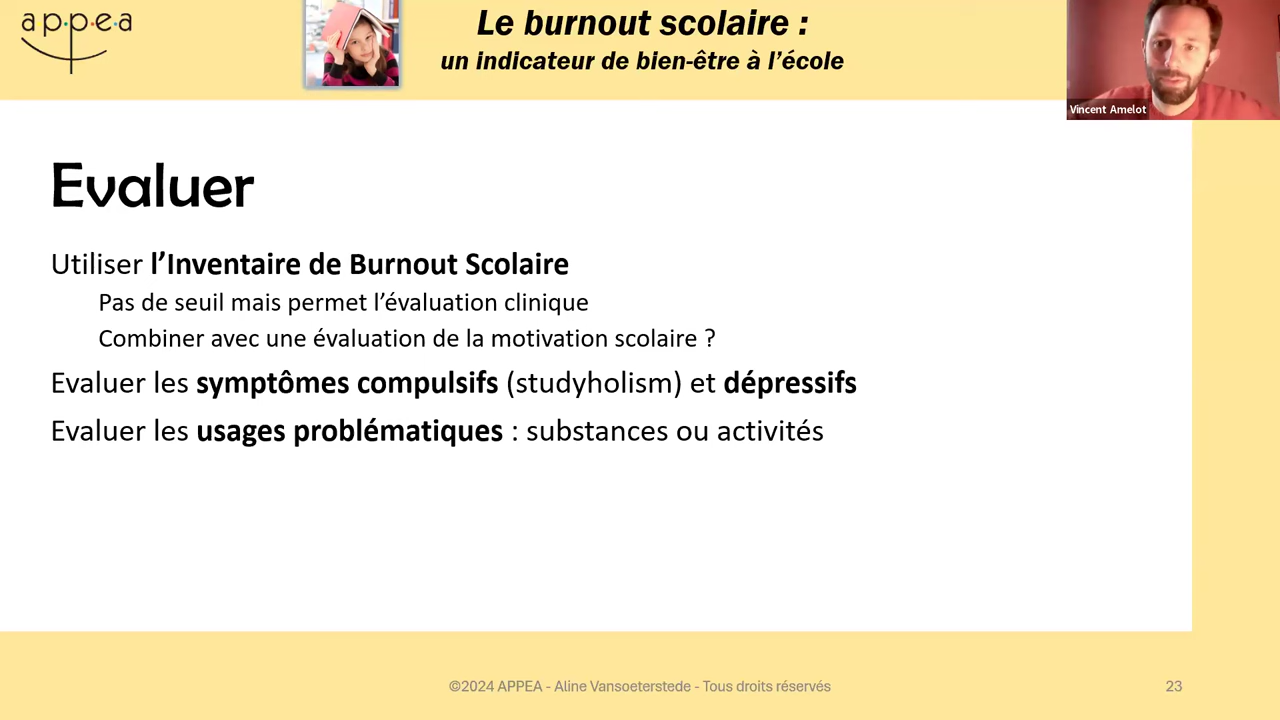 appea
Le burnout scolaire :
un indicateur de bien-être à l’école
Vincent Amelot
Evaluer
Utiliser l’Inventaire de Burnout Scolaire
Pas de seuil mais permet l’évaluation clinique
Combiner avec une évaluation de la motivation scolaire ?
Evaluer les symptômes compulsifs (studyholism) et dépressifs
Evaluer les usages problématiques : substances ou activités
©2024 APPEA - Aline Vansoeterstede - Tous droits réservés
23